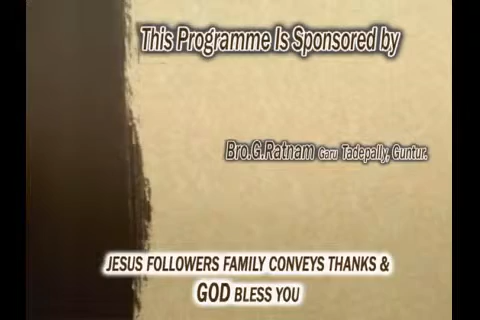 This Programme Is Sponsored by
Bro.G.Ratnam Garu Tadepally, Guntur.
JESUS FOLLOWERS FAMILY CONVEYS THANKS &
GOD BLESS YOU